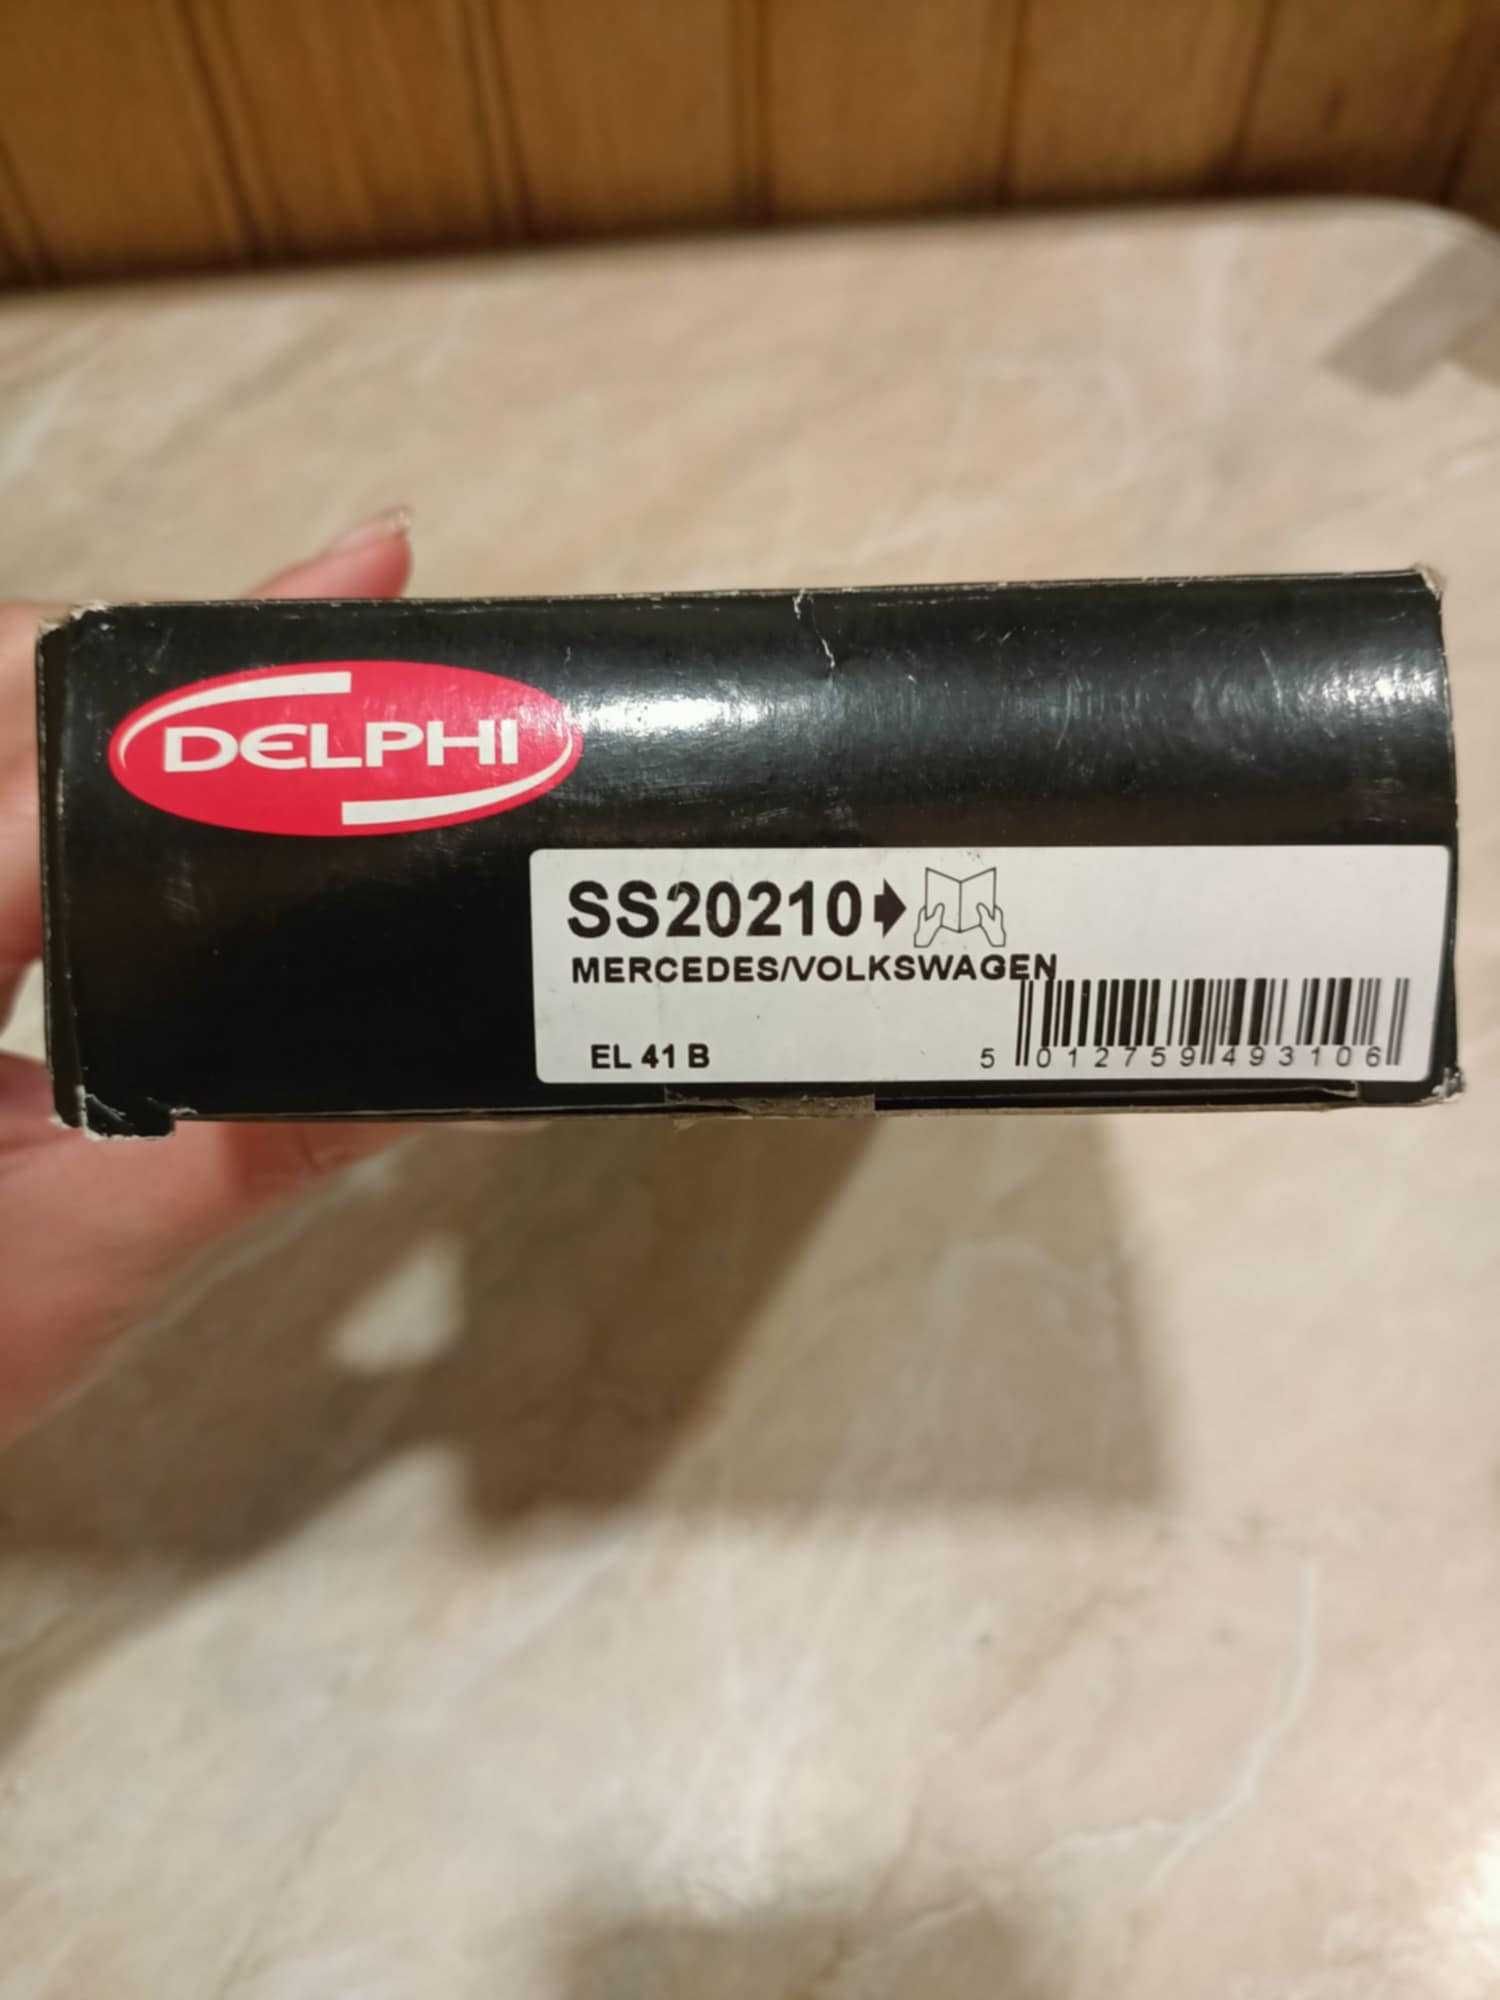 DELPHI
SS20210
MERCEDES/VOLKSWAGEN
EL 41 B
5 012759 493106